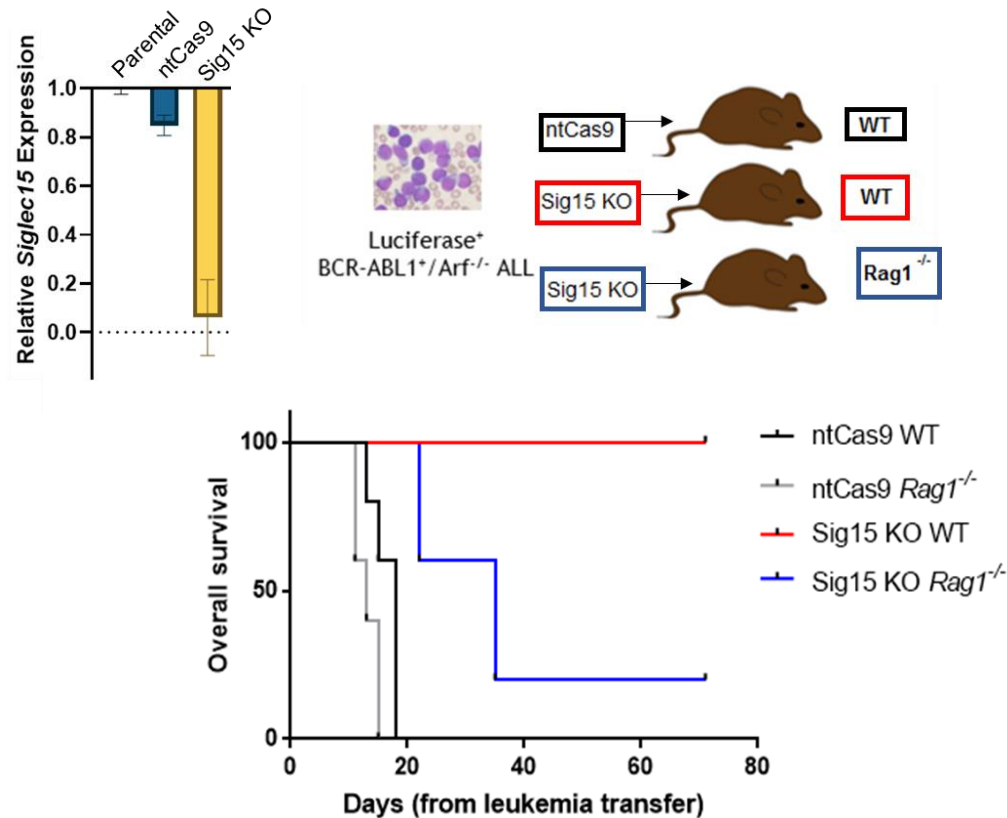 Parental
ntCas9
Sig15 KO
Relative Siglec15 Expression
1.0
0.8
0.6
0.4
0.2
0.0
Luciferase⁺
BCR-ABL1⁺/Arf⁻/⁻ ALL
ntCas9
WT
Sig15 KO
WT
Sig15 KO
Rag1⁻/⁻
Overall survival
100
50
0
0 20 40 60 80
Days (from leukemia transfer)
ntCas9 WT
ntCas9 Rag1⁻/⁻
Sig15 KO WT
Sig15 KO Rag1⁻/⁻